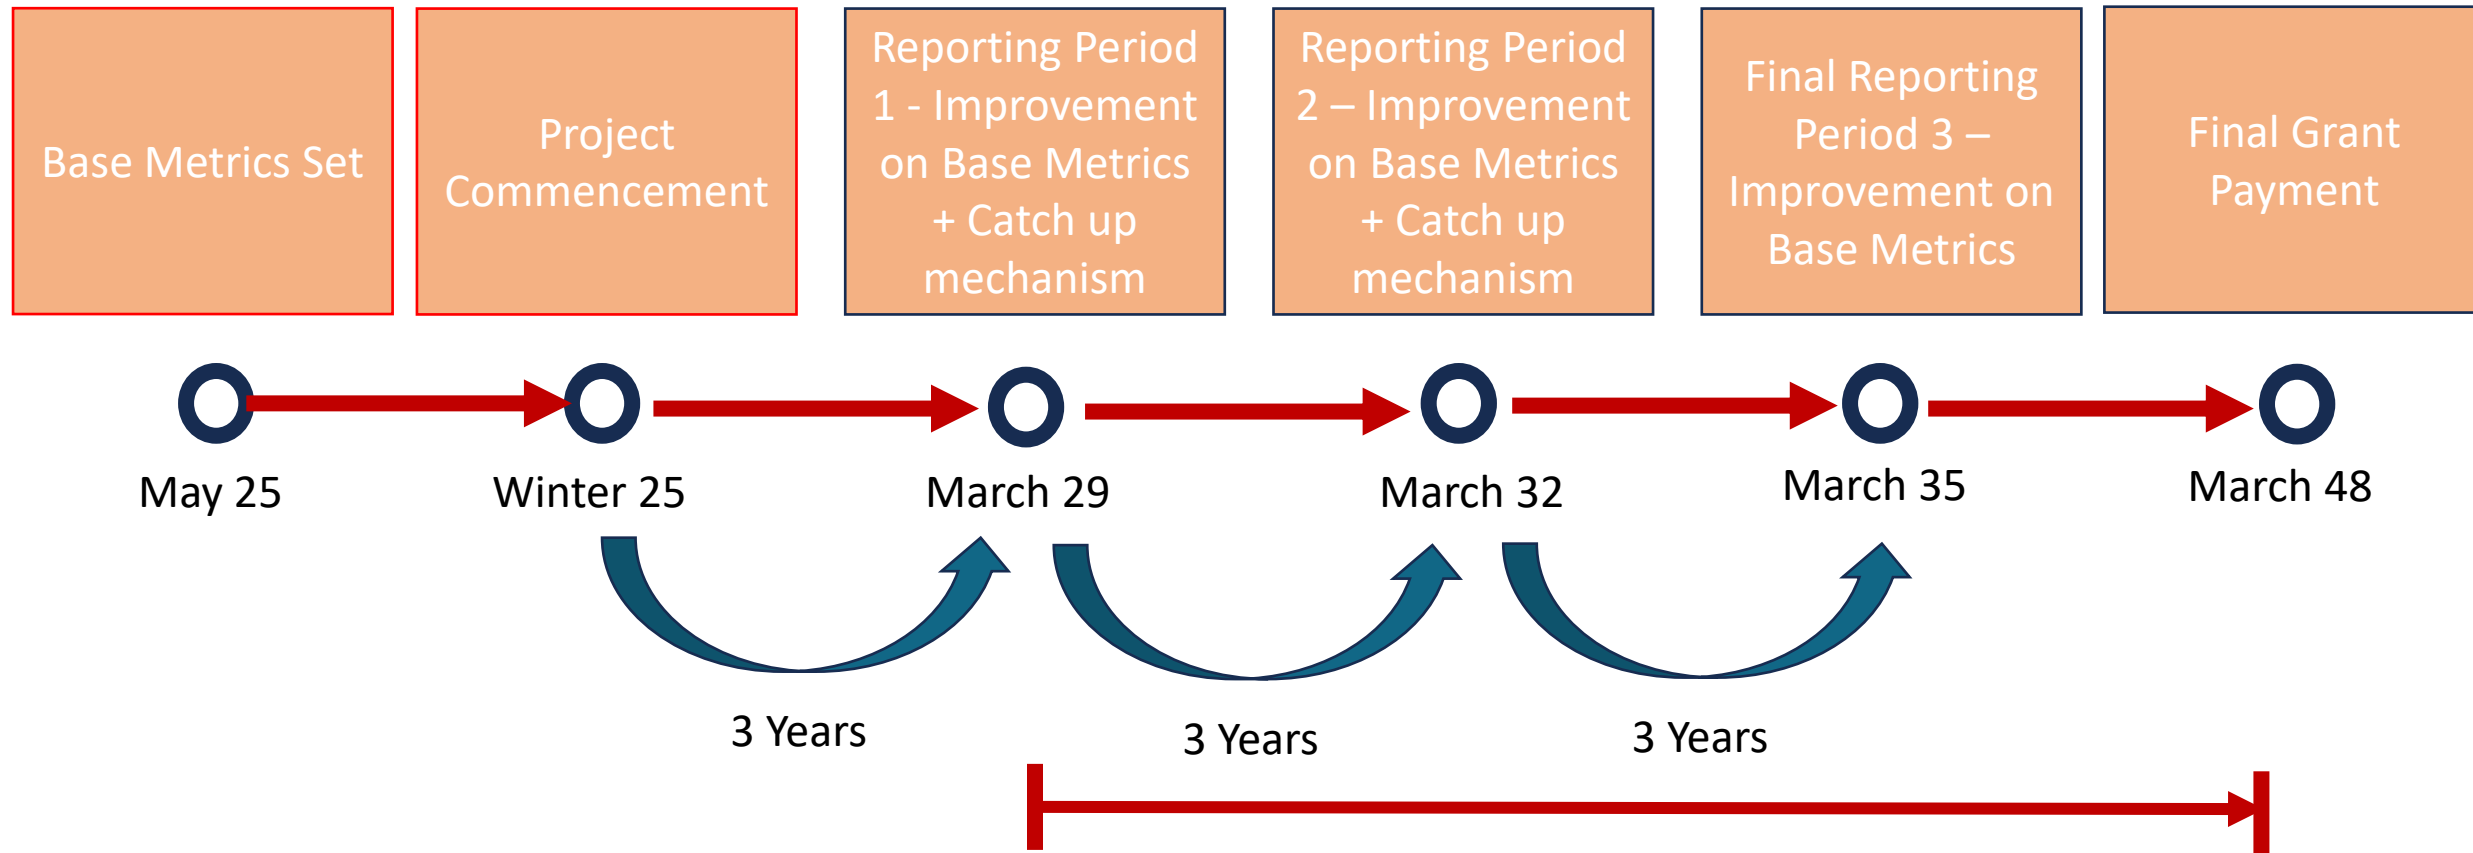 Base Metrics Set
Project
Commencement
Reporting Period
1 - Improvement
on Base Metrics
+ Catch up
mechanism
Reporting Period
2 – Improvement
on Base Metrics
+ Catch up
mechanism
Final Reporting
Period 3 –
Improvement on
Base Metrics
Final Grant
Payment
May 25
Winter 25
March 29
March 32
March 35
March 48
3 Years
3 Years
3 Years